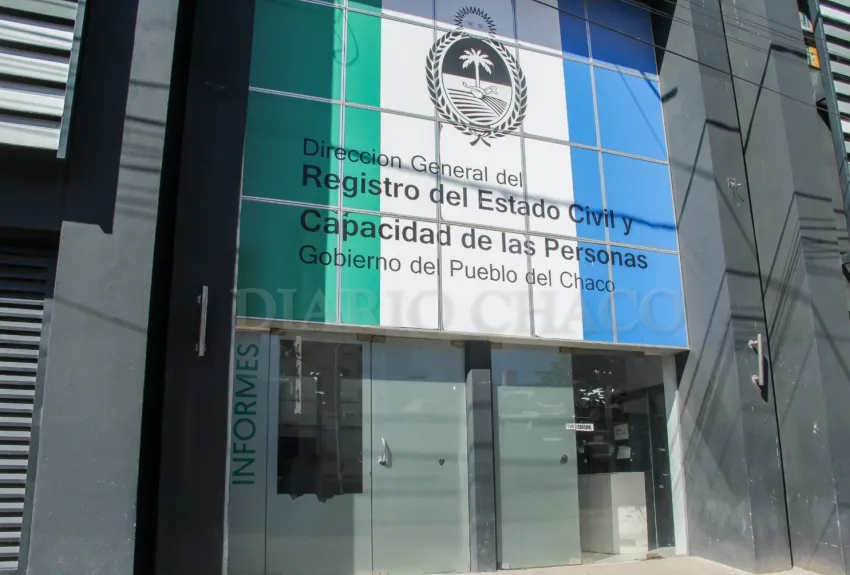 Direccion General del
Registro del Estado Civil y
Capacidad de las Personas
Gobierno del Pueblo del Chaco
DIARIO CHACO
INFORMES